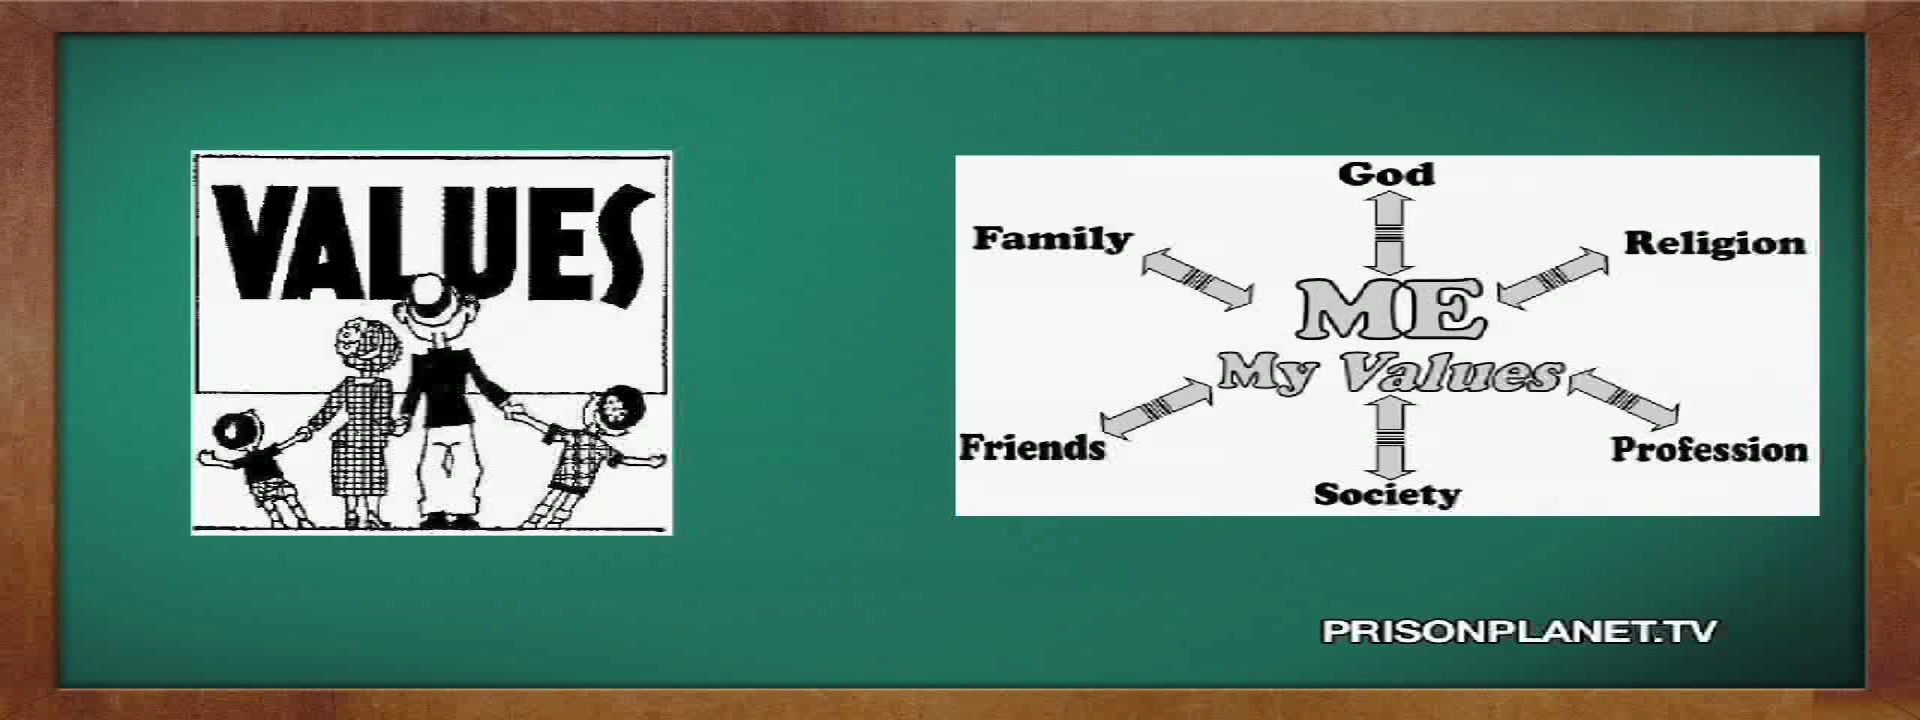 VALUES
God
Family
Religion
ME
My Values
Friends
Profession
Society
PRISONPLANET.TV